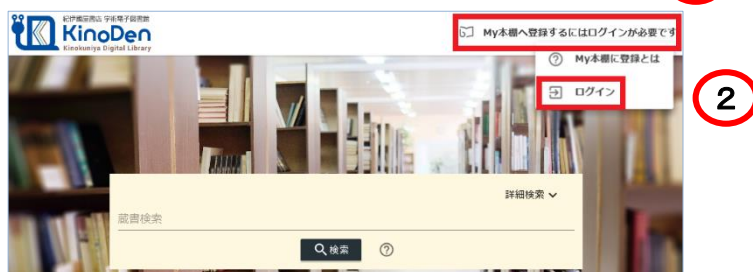 紀伊國屋書店 学術電子図書館
KinoDen
Kinokuniya Digital Library
My本棚へ登録するにはログインが必要です
My本棚に登録とは
ログイン
2
詳細検索
蔵書検索
検索